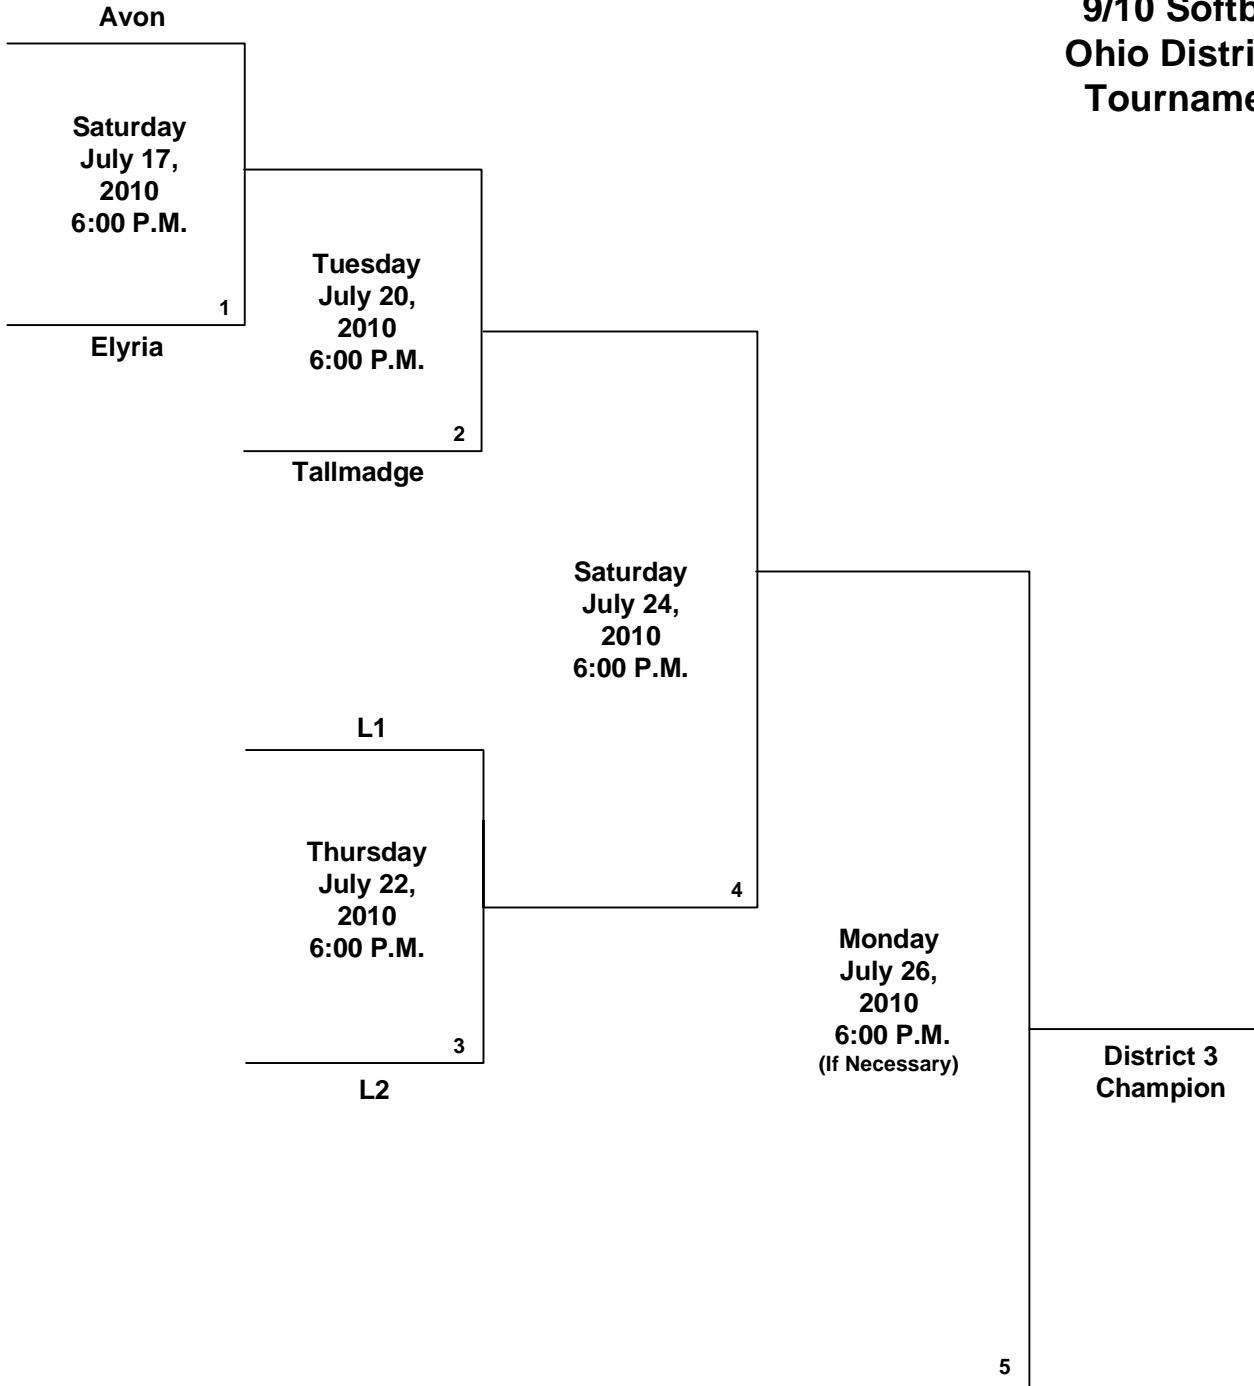 Avon
9/10 Softb
Ohio Distri
Tourname
Saturday
July 17,
2010
6:00 P.M.
1
Elyria
Tuesday
July 20,
2010
6:00 P.M.
2
Tallmadge
Saturday
July 24,
2010
6:00 P.M.
4
L1
Thursday
July 22,
2010
6:00 P.M.
3
L2
Monday
July 26,
2010
6:00 P.M.
(If Necessary)
5
District 3
Champion